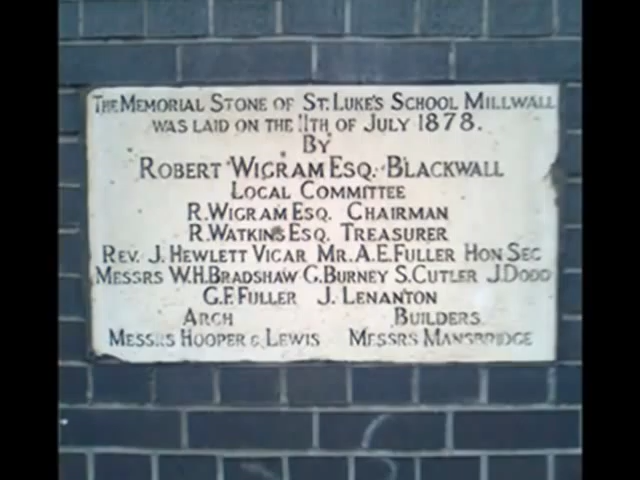 THE MEMORIAL STONE OF ST. LUKE'S SCHOOL MILLWALL
WAS LAID ON THE 11TH OF JULY 1878.
BY
ROBERT WIGRAM ESQ. BLACKWALL
LOCAL COMMITTEE
R. WIGRAM ESQ. CHAIRMAN
R. WATKINS ESQ. TREASURER
REV. J. HEWLETT VICAR MR. A.E. FULLER HON SEC
MESSRS W.H. BRADSHAW G. BURNEY S. CUTLER J. DODD
G.F. FULLER J. LENANTON
ARCH BUILDERS
MESSRS HOOPER & LEWIS MESSRS MANSBRIDGE